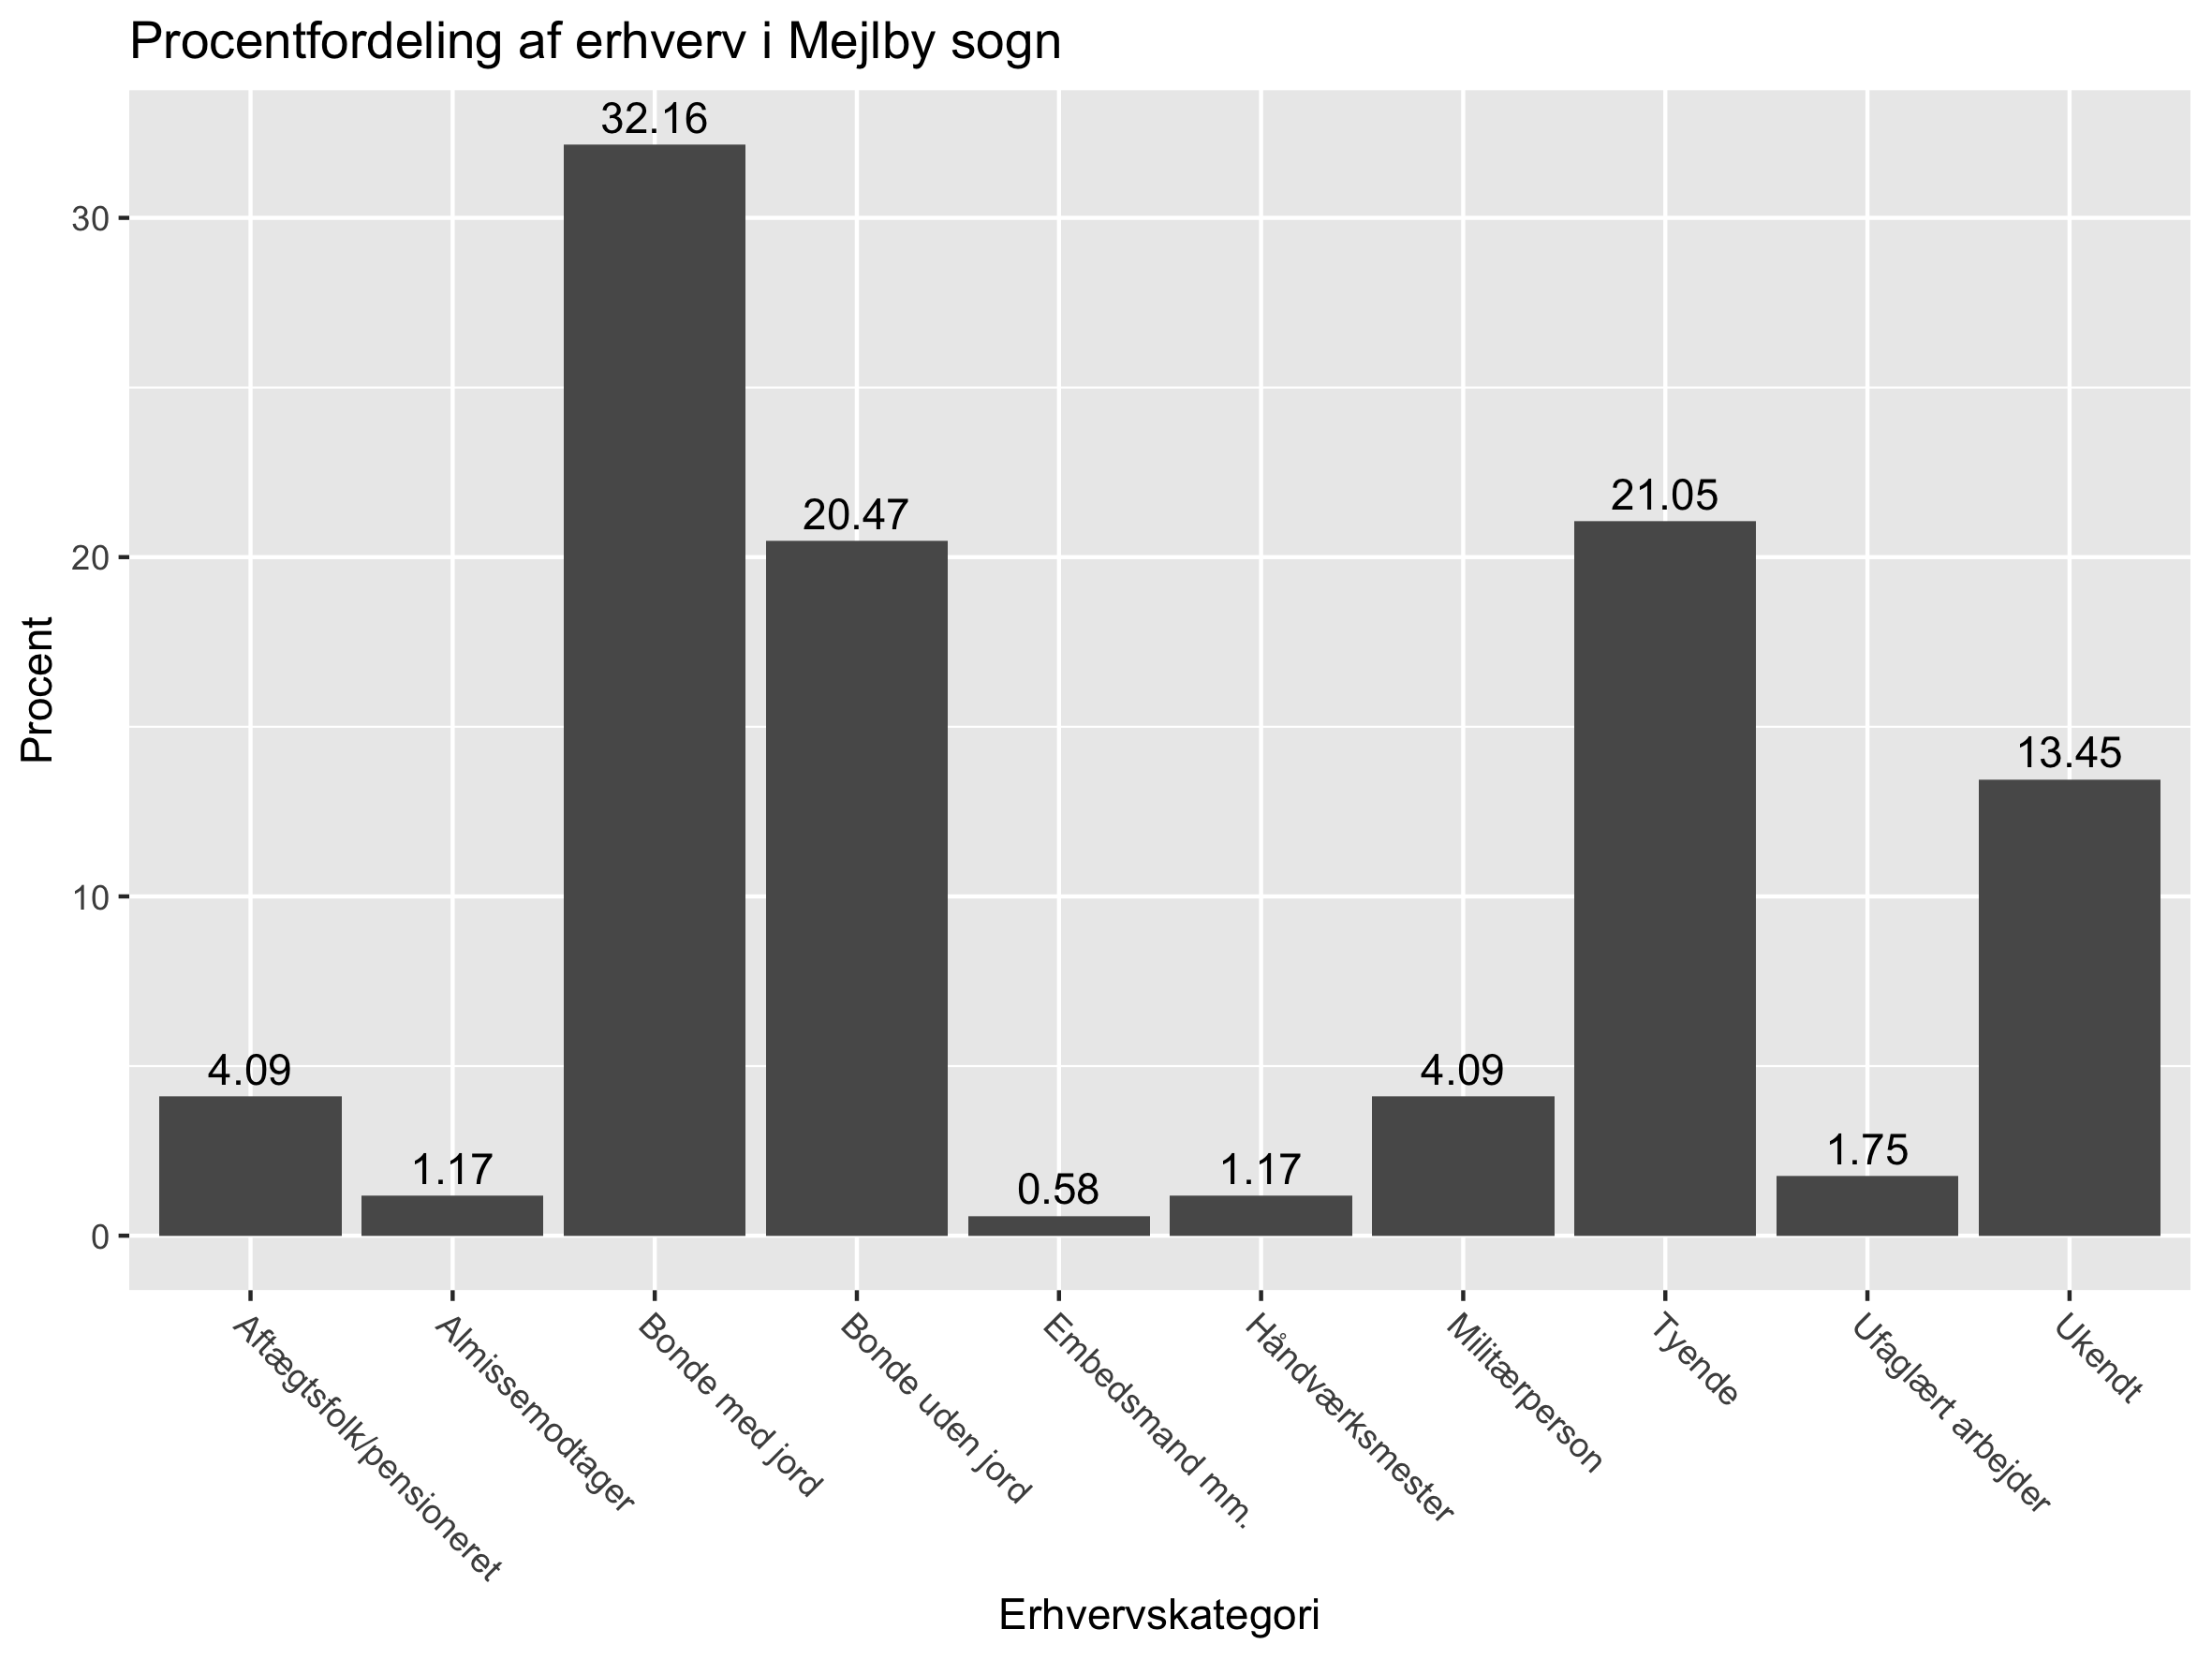 Procentfordeling af erhverv i Mejlby sogn
Procent
30
20
10
0
32.16
20.47
21.05
13.45
4.09
1.17
0.58
1.17
4.09
1.75
Aftægtsfolk/pensioneret
Almissemodtager
Bonde med jord
Bonde uden jord
Embedsmand mm.
Håndværksmester
Militærperson
Tyende
Ufaglært arbejder
Ukendt
Erhvervskategori